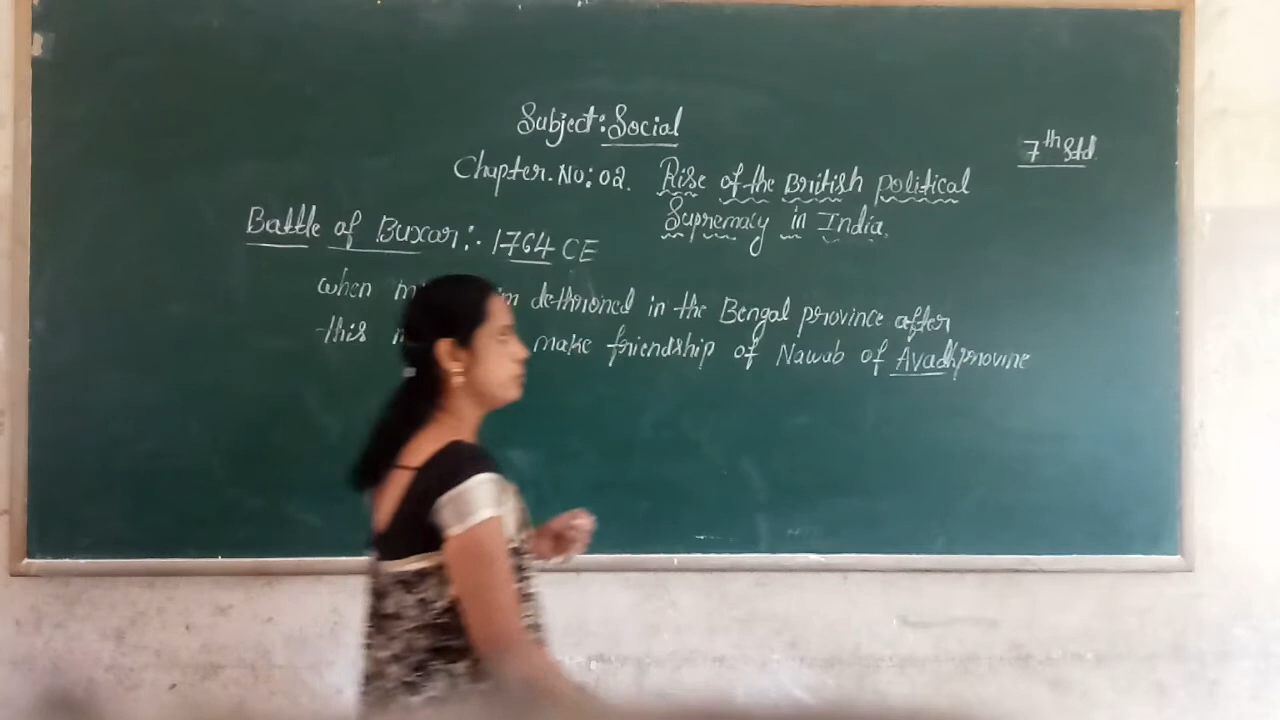 Subject: Social
7th Std.
Chapter. No: 02. Rise of the British political
Supremacy in India.
Battle of Buxar:- 1764 CE
when dethroned in the Bengal province after
this make friendship of Nawab of Avadh provine